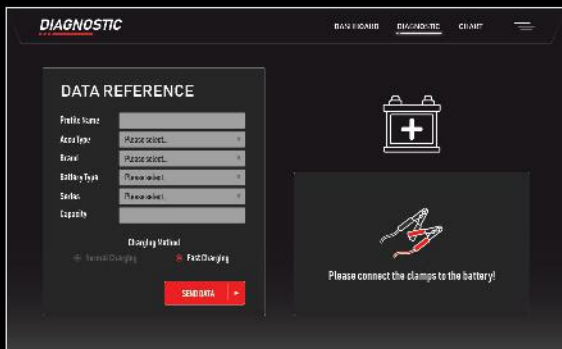 DIAGNOSTIC
DASHBOARD DIAGNOSTIC CHART
DATA REFERENCE
Profile Name
Accu Type Please select..
Brand Please select..
Battery Type Please select..
Series Please select..
Capacity
Charging Method
Normal Charging Fast Charging
SEND DATA
Please connect the clamps to the battery!